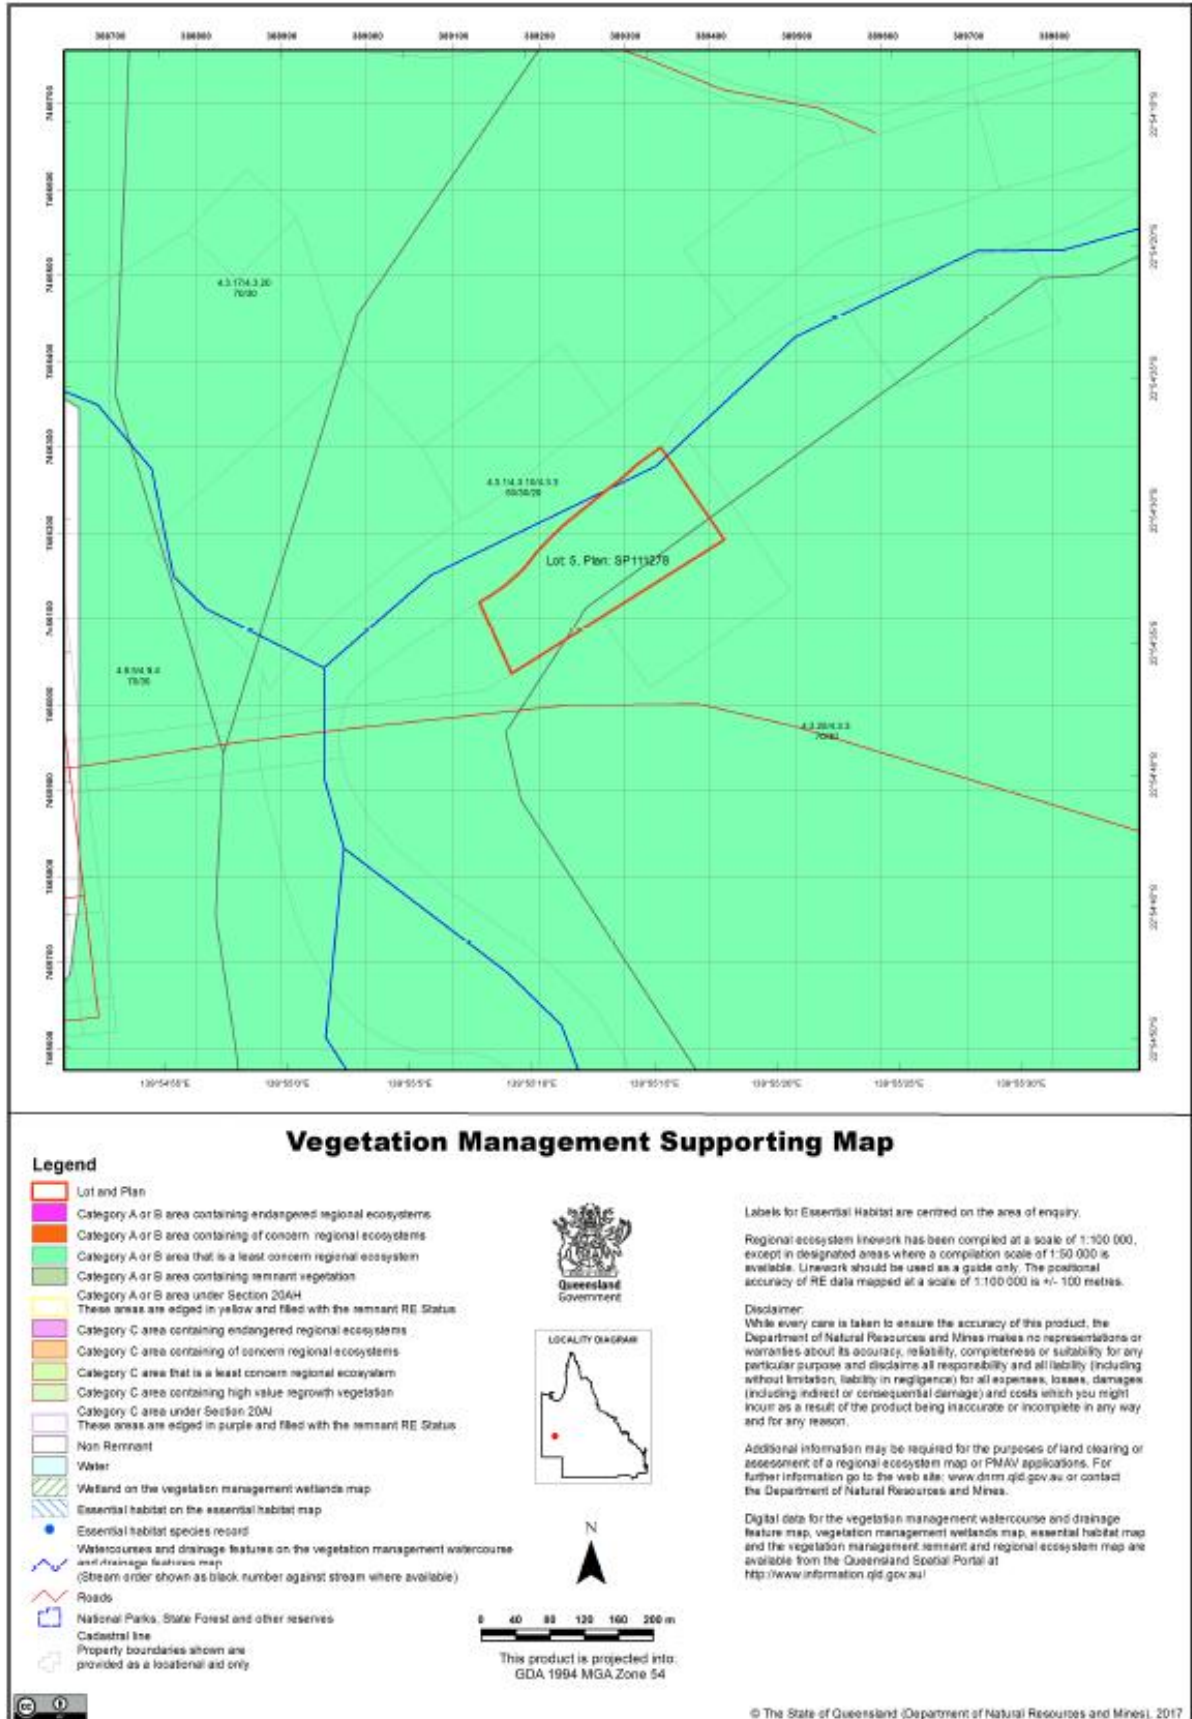 4.3.17/4.3.20
70/30
Lot: 5, Plan: SP111278
Vegetation Management Supporting Map
Legend
Lot and Plan
Category A or B area containing endangered regional ecosystems
Category A or B area containing of concern regional ecosystems
Category A or B area that is a least concern regional ecosystem
Category A or B area containing remnant vegetation
Category A or B area under Section 20AH
These areas are edged in yellow and filled with the remnant RE Status
Category C area containing endangered regional ecosystems
Category C area containing of concern regional ecosystems
Category C area that is a least concern regional ecosystem
Category C area containing high value regrowth vegetation
Category C area under Section 20AI
These areas are edged in purple and filled with the remnant RE Status
Non Remnant
Water
Wetland on the vegetation management wetlands map
Essential habitat on the essential habitat map
Essential habitat species record
Watercourses and drainage features on the vegetation management watercourse
and drainage features map
(Stream order shown as black number against stream where available)
Roads
National Parks, State Forest and other reserves
Cadastral line
Property boundaries shown are
provided as a locational aid only
Queensland
Government
LOCALITY DIAGRAM
N
0 40 80 120 160 200 m
This product is projected into:
GDA 1994 MGA Zone 54
Labels for Essential Habitat are centred on the area of enquiry.
Regional ecosystem linework has been compiled at a scale of 1:100 000,
except in designated areas where a compilation scale of 1:50 000 is
available. Linework should be used as a guide only. The positional
accuracy of RE data mapped at a scale of 1:100 000 is +/- 100 metres.
Disclaimer:
While every care is taken to ensure the accuracy of this product, the
Department of Natural Resources and Mines makes no representations or
warranties about its accuracy, reliability, completeness or suitability for any
particular purpose and disclaims all responsibility and all liability (including
without limitation, liability in negligence) for all expenses, losses, damages
(including indirect or consequential damage) and costs which you might
incur as a result of the product being inaccurate or incomplete in any way
and for any reason.
Additional information may be required for the purposes of land clearing or
assessment of a regional ecosystem map or PMAV applications. For
further information go to the web site: www.dnrm.qld.gov.au or contact
the Department of Natural Resources and Mines.
Digital data for the vegetation management watercourse and drainage
feature map, vegetation management wetlands map, essential habitat map
and the vegetation management remnant and regional ecosystem map are
available from the Queensland Spatial Portal at
http://www.information.qld.gov.au/
© The State of Queensland (Department of Natural Resources and Mines), 2017